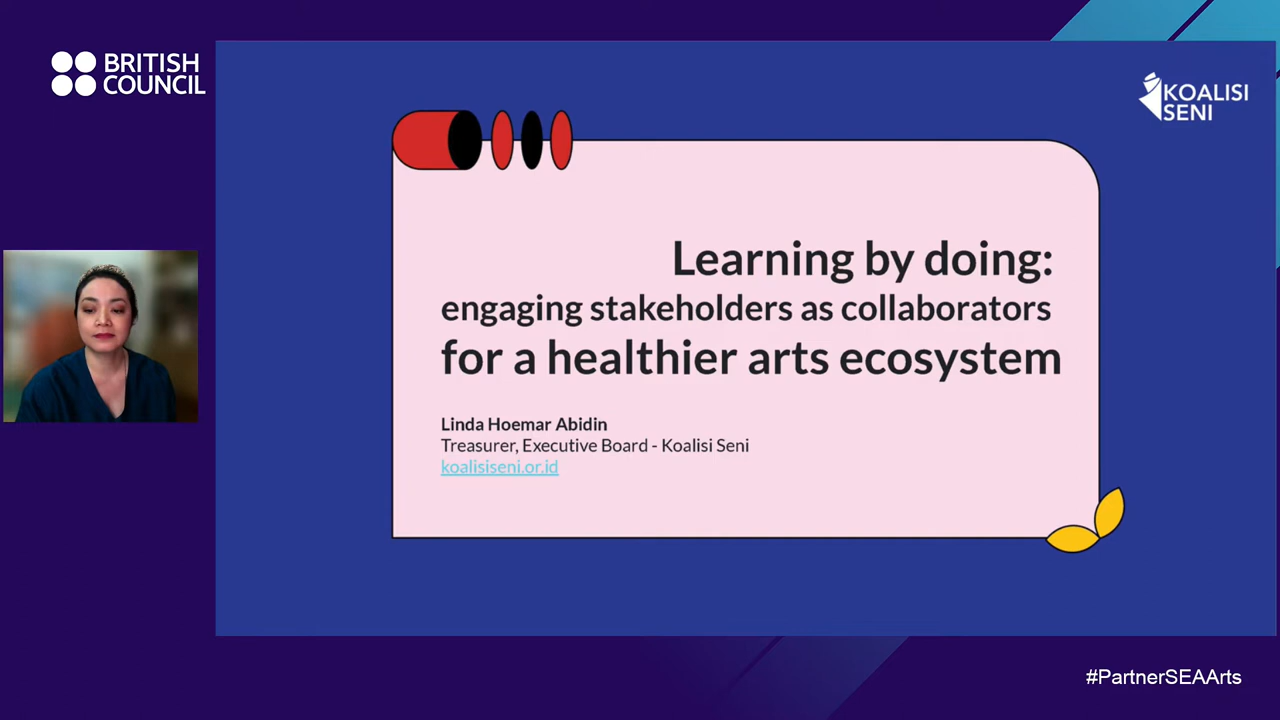 BRITISH
COUNCIL
KOALISI
SENI
Learning by doing:
engaging stakeholders as collaborators
for a healthier arts ecosystem
Linda Hoemar Abidin
Treasurer, Executive Board - Koalisi Seni
koalisiseni.or.id
#PartnerSEAArts